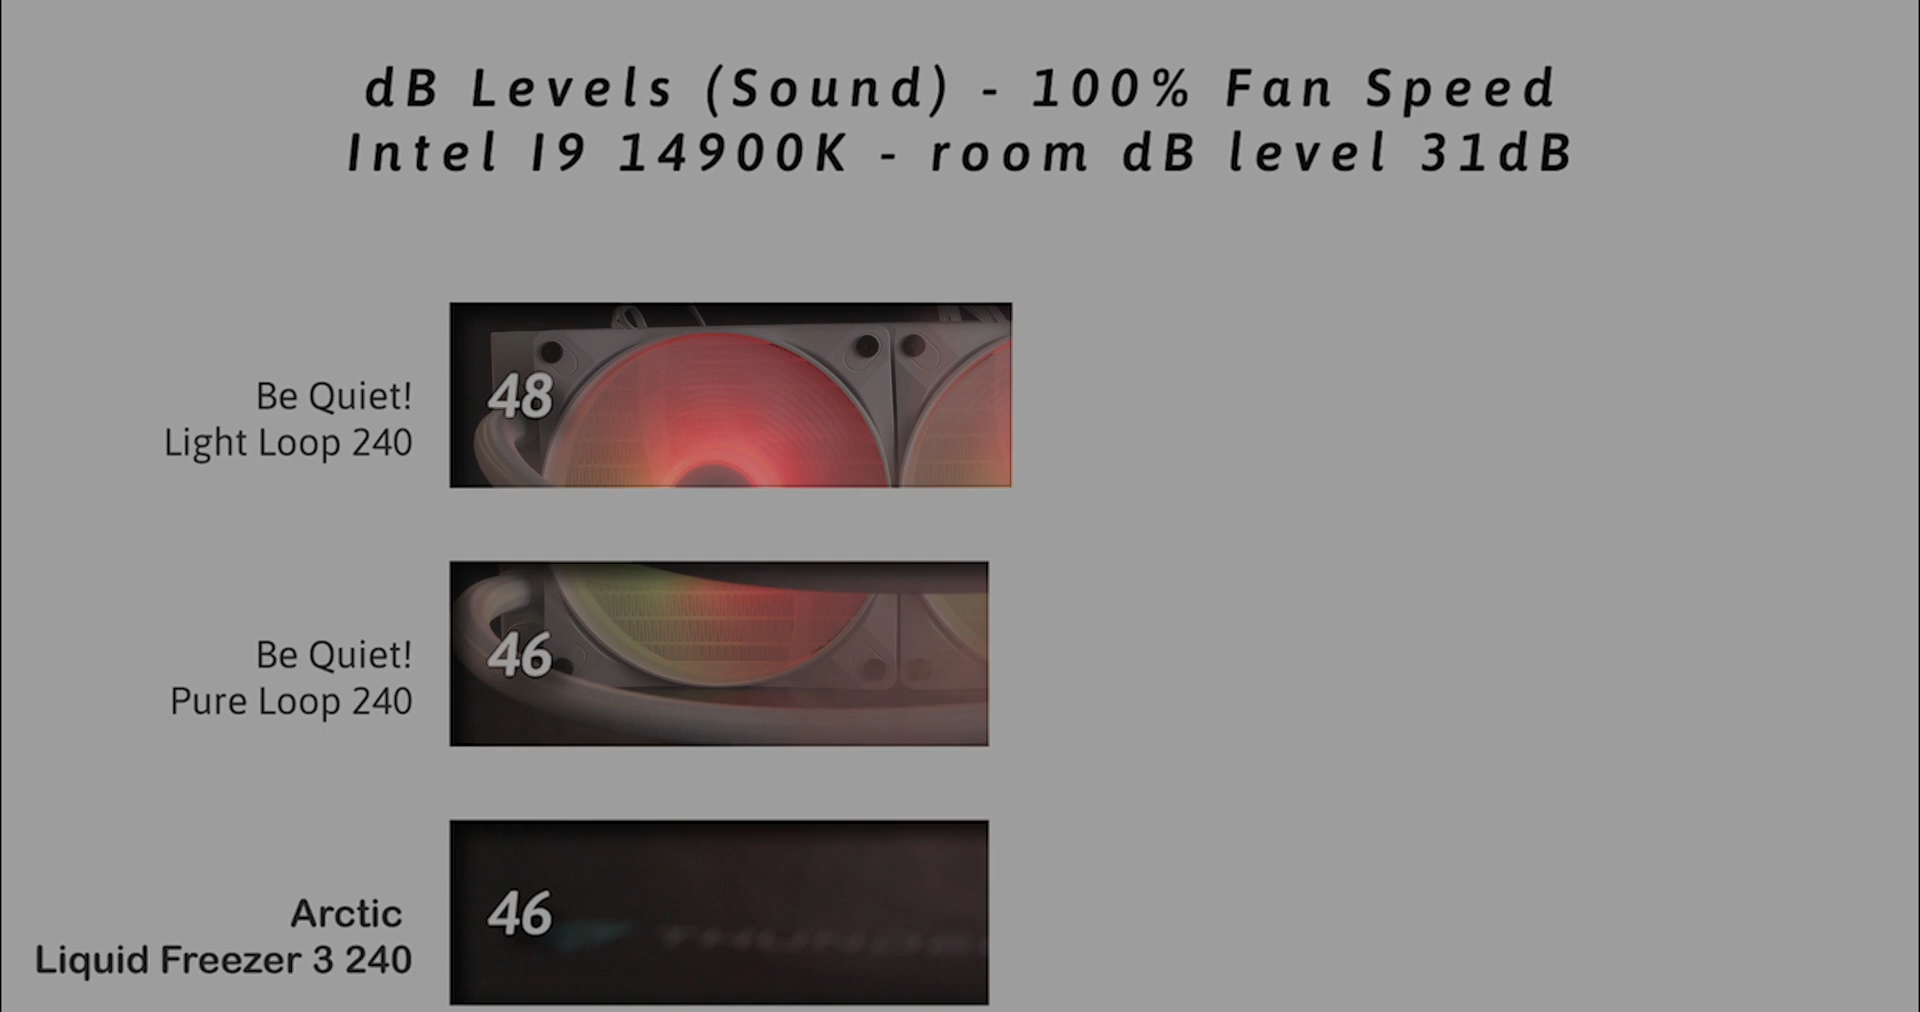 dB Levels (Sound) - 100% Fan Speed
Intel I9 14900K - room dB level 31dB
Be Quiet!
Light Loop 240
48
Be Quiet!
Pure Loop 240
46
Arctic
Liquid Freezer 3 240
46